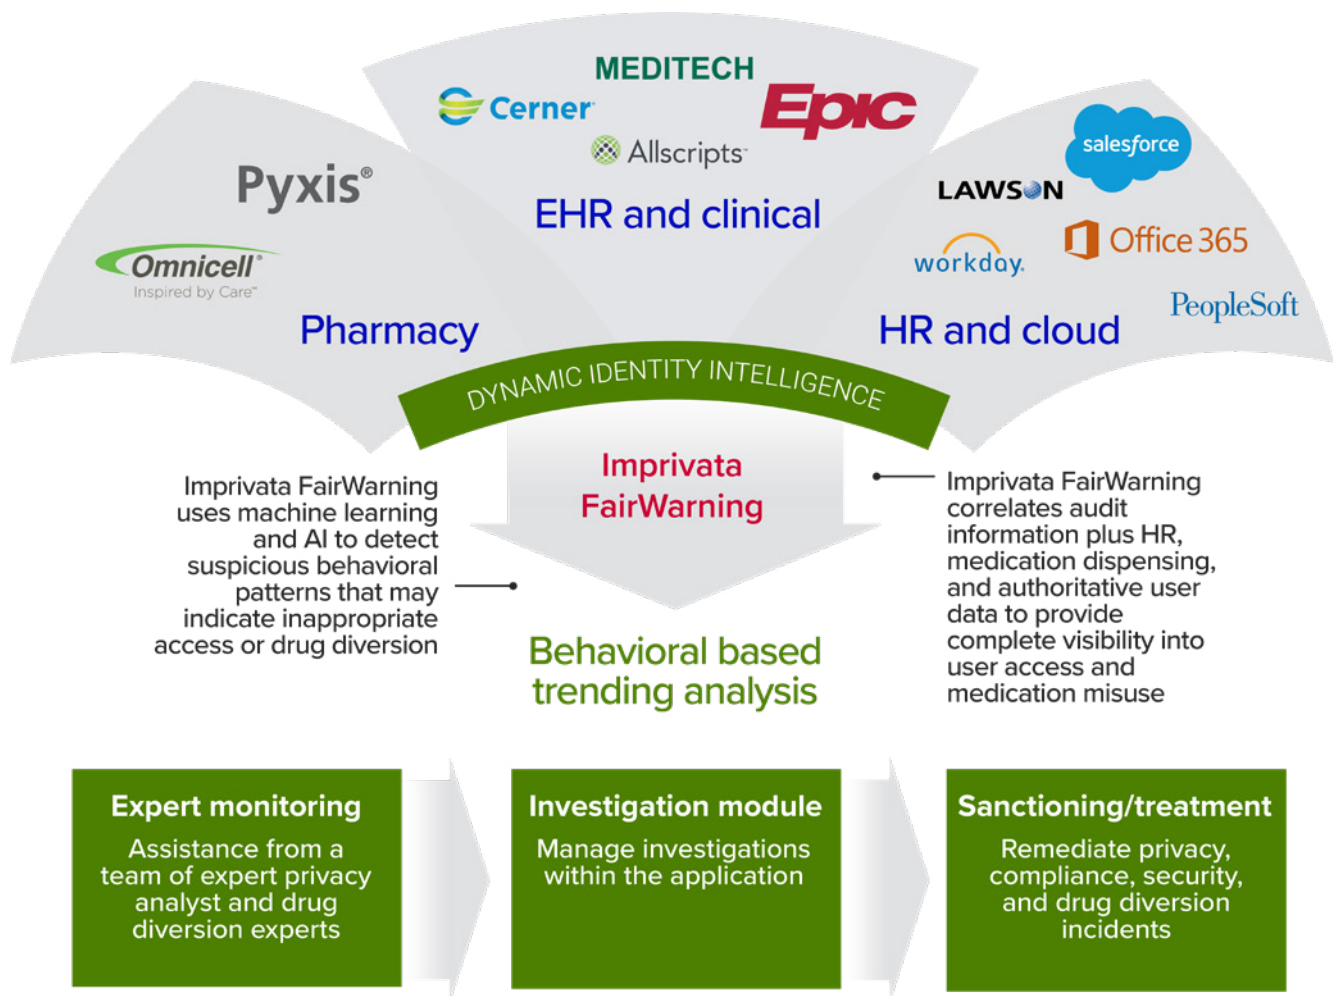 MEDITECH
Cerner
Epic
Allscripts™
EHR and clinical
Pyxis®
Omnicell®
Inspired by Care™
Pharmacy
salesforce
LAWSON
Office 365
workday.
PeopleSoft
HR and cloud
DYNAMIC IDENTITY INTELLIGENCE
Imprivata
FairWarning
Imprivata FairWarning
uses machine learning
and AI to detect
suspicious behavioral
patterns that may
indicate inappropriate
access or drug diversion
Imprivata FairWarning
correlates audit
information plus HR,
medication dispensing,
and authoritative user
data to provide
complete visibility into
user access and
medication misuse
Behavioral based
trending analysis
Expert monitoring
Assistance from a
team of expert privacy
analyst and drug
diversion experts
Investigation module
Manage investigations
within the application
Sanctioning/treatment
Remediate privacy,
compliance, security,
and drug diversion
incidents